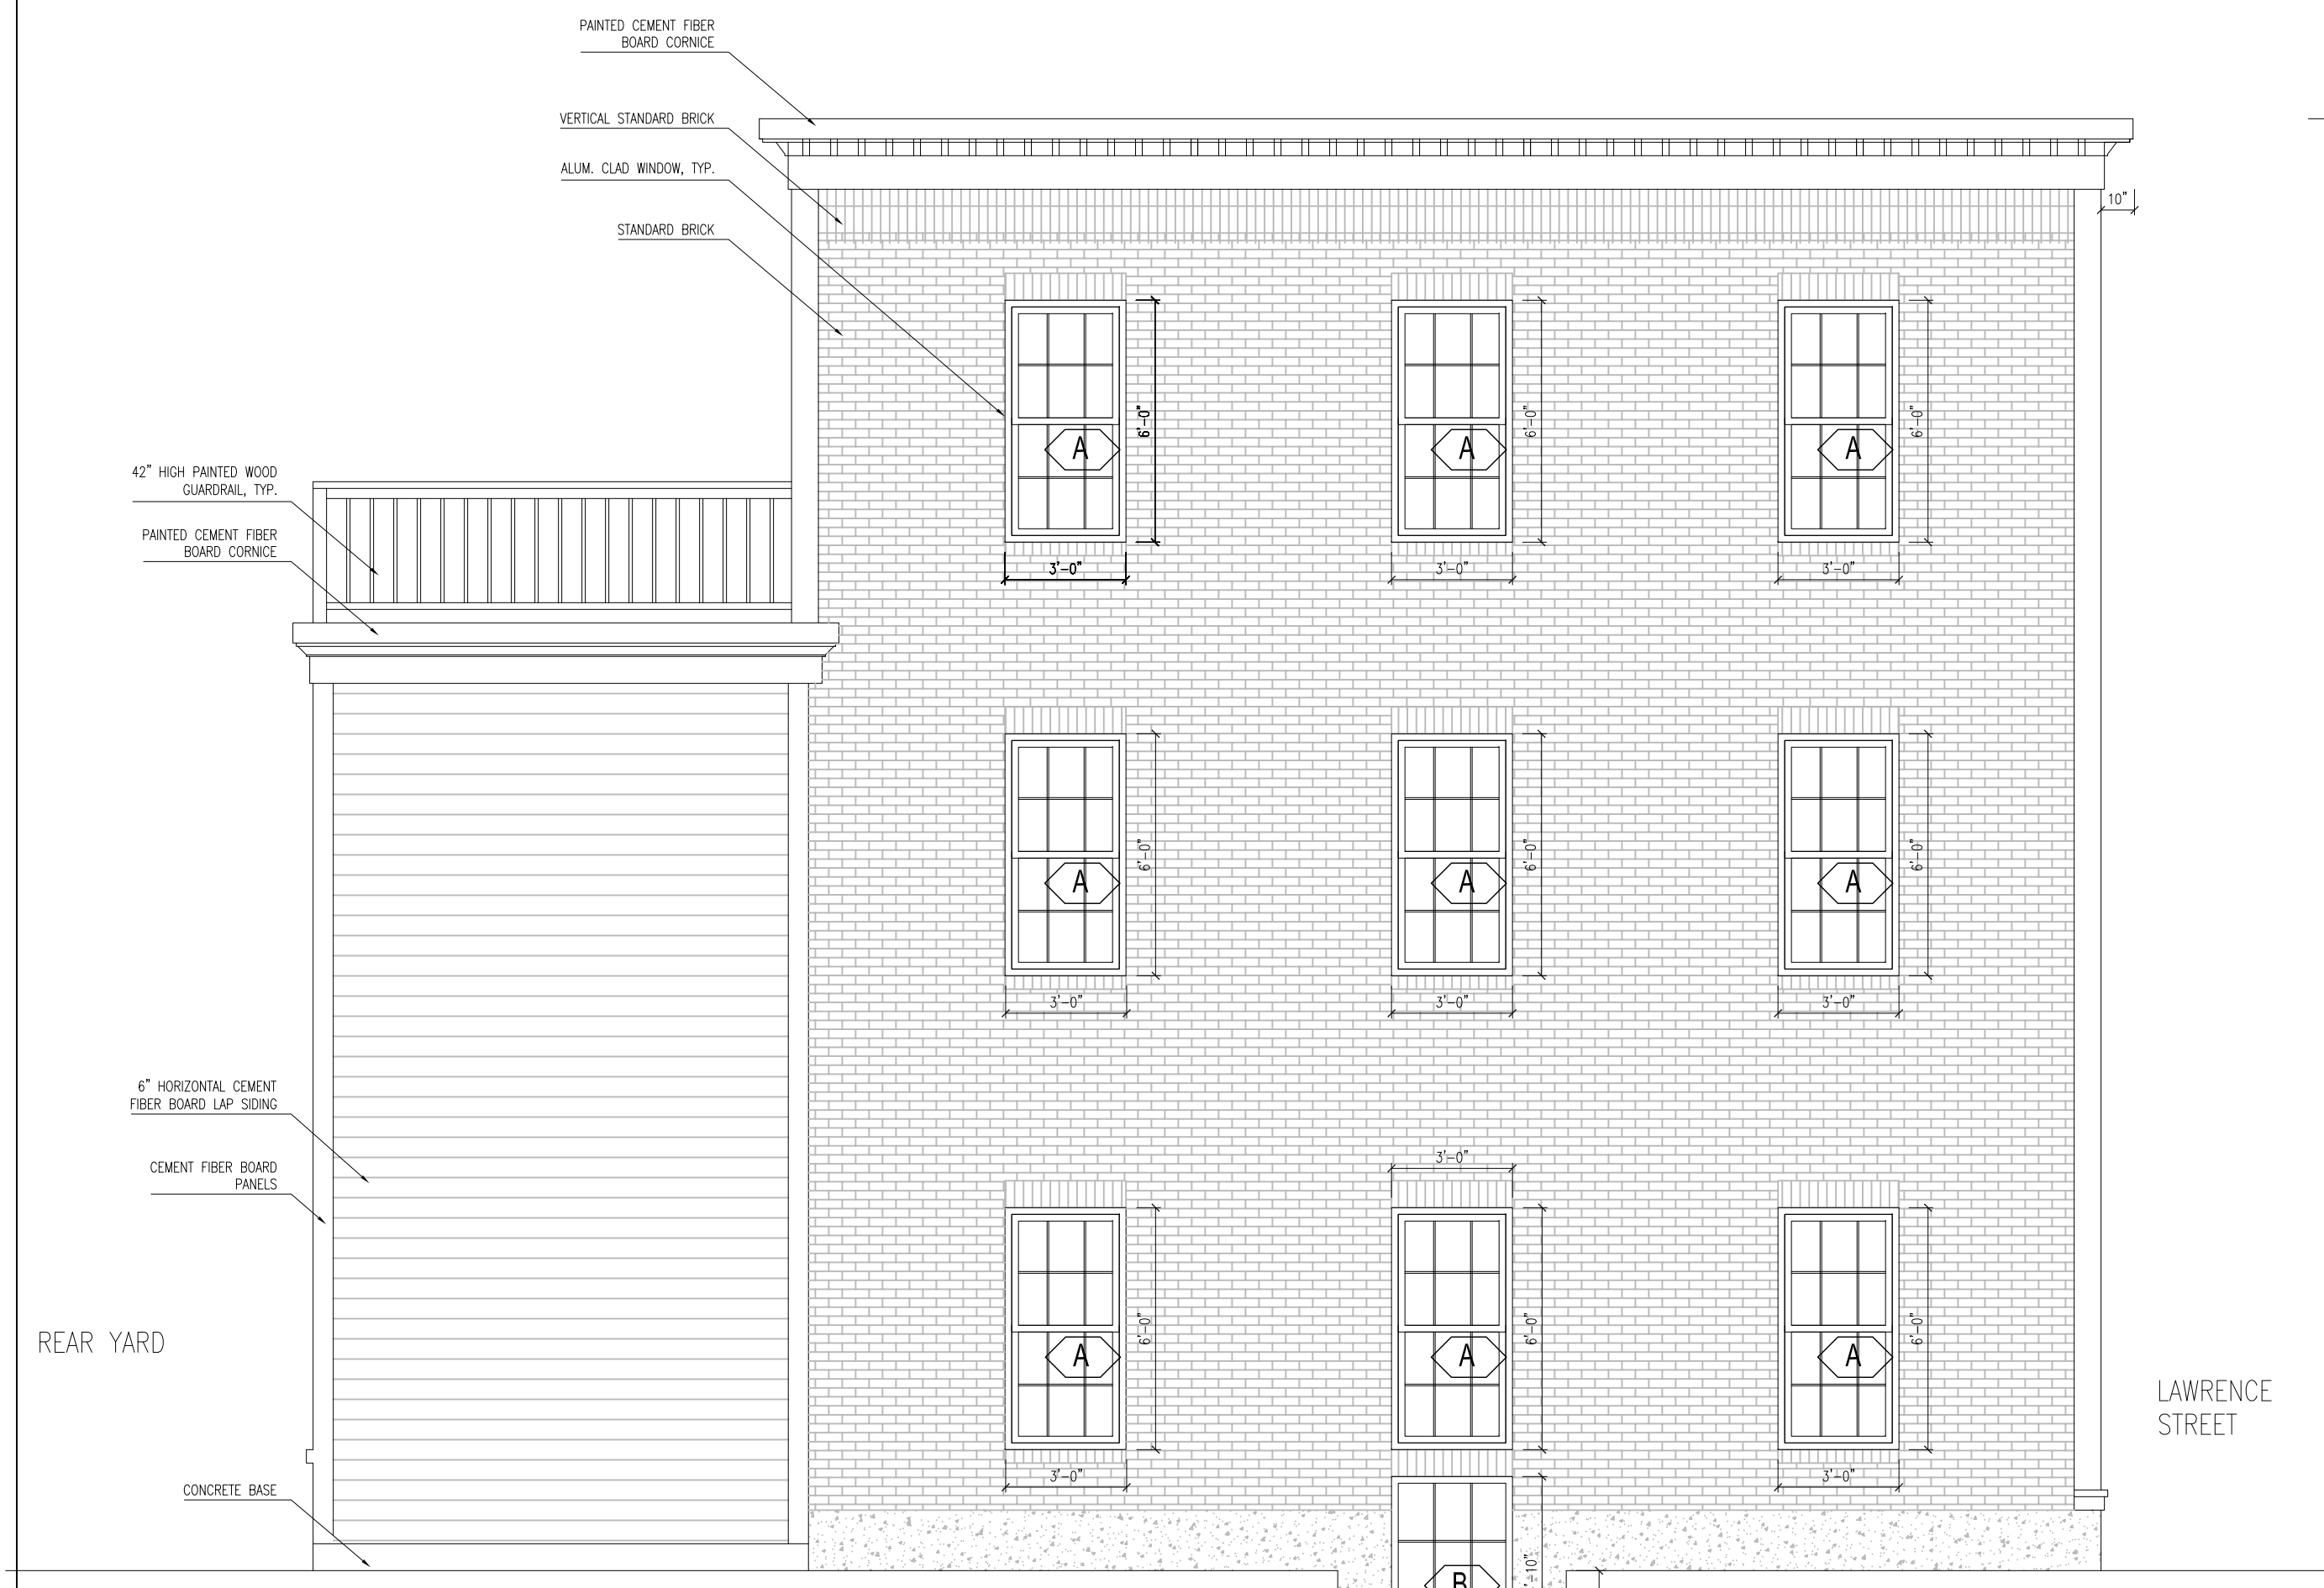 PAINTED CEMENT FIBER
BOARD CORNICE
VERTICAL STANDARD BRICK
ALUM. CLAD WINDOW, TYP.
10"
STANDARD BRICK
6'-0"
6'-0"
6'-0"
A
A
A
42" HIGH PAINTED WOOD
GUARDRAIL, TYP.
PAINTED CEMENT FIBER
BOARD CORNICE
3'-0"
3'-0"
3'-0"
6'-0"
6'-0"
6'-0"
A
A
A
3'-0"
3'-0"
3'-0"
6" HORIZONTAL CEMENT
FIBER BOARD LAP SIDING
3'-0"
CEMENT FIBER BOARD
PANELS
6'-0"
6'-0"
6'-0"
REAR YARD
A
A
A
LAWRENCE
STREET
3'-0"
3'-0"
CONCRETE BASE
B